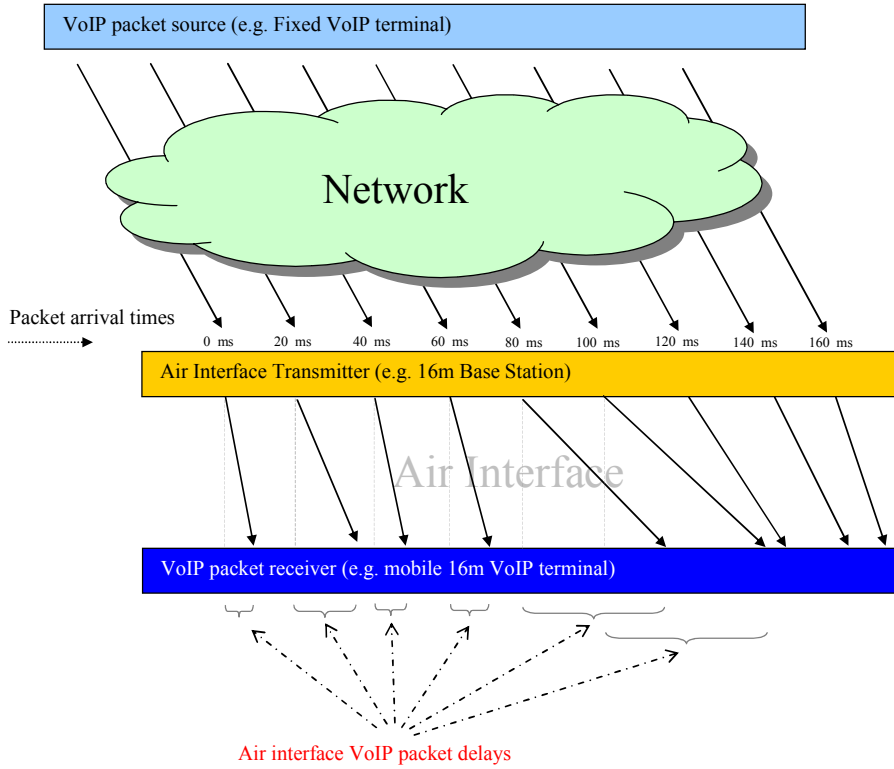 VoIP packet source (e.g. Fixed VoIP terminal)
Network
Packet arrival times
0 ms 20 ms 40 ms 60 ms 80 ms 100 ms 120 ms 140 ms 160 ms
Air Interface Transmitter (e.g. 16m Base Station)
Air Interface
VoIP packet receiver (e.g. mobile 16m VoIP terminal)
Air interface VoIP packet delays